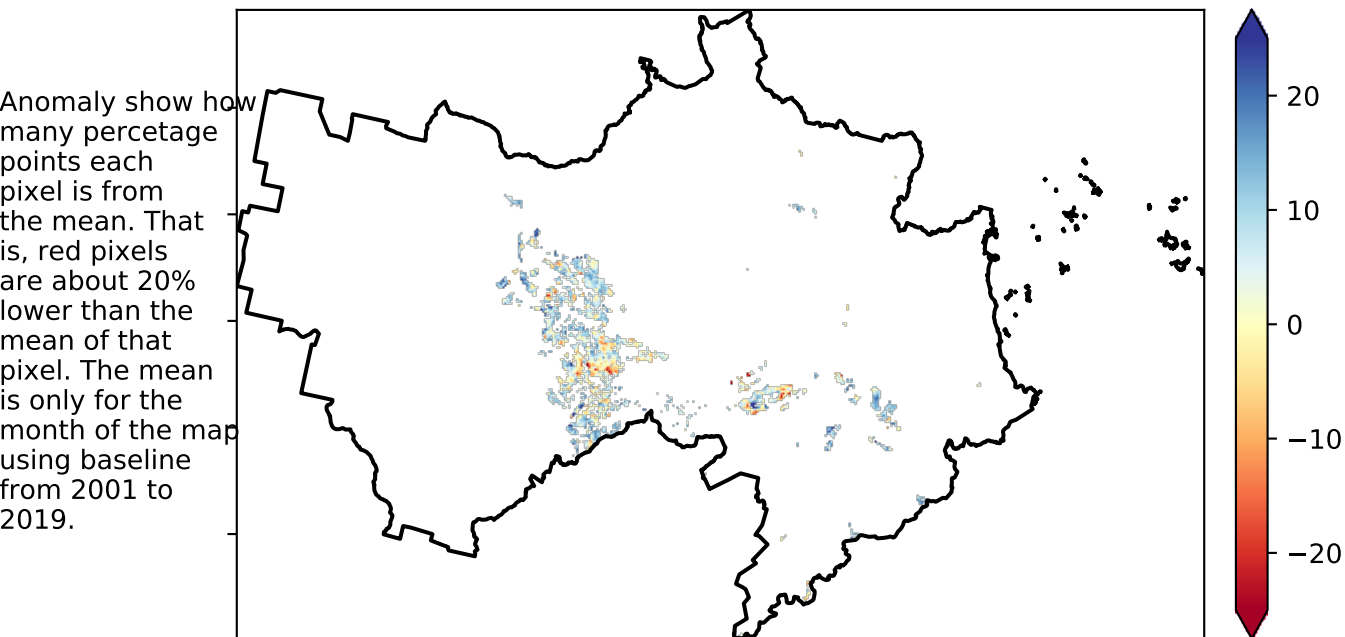 Anomaly show how
many percetage
points each
pixel is from
the mean. That
is, red pixels
are about 20%
lower than the
mean of that
pixel. The mean
is only for the
month of the map
using baseline
from 2001 to
2019.
20
10
0
−10
−20